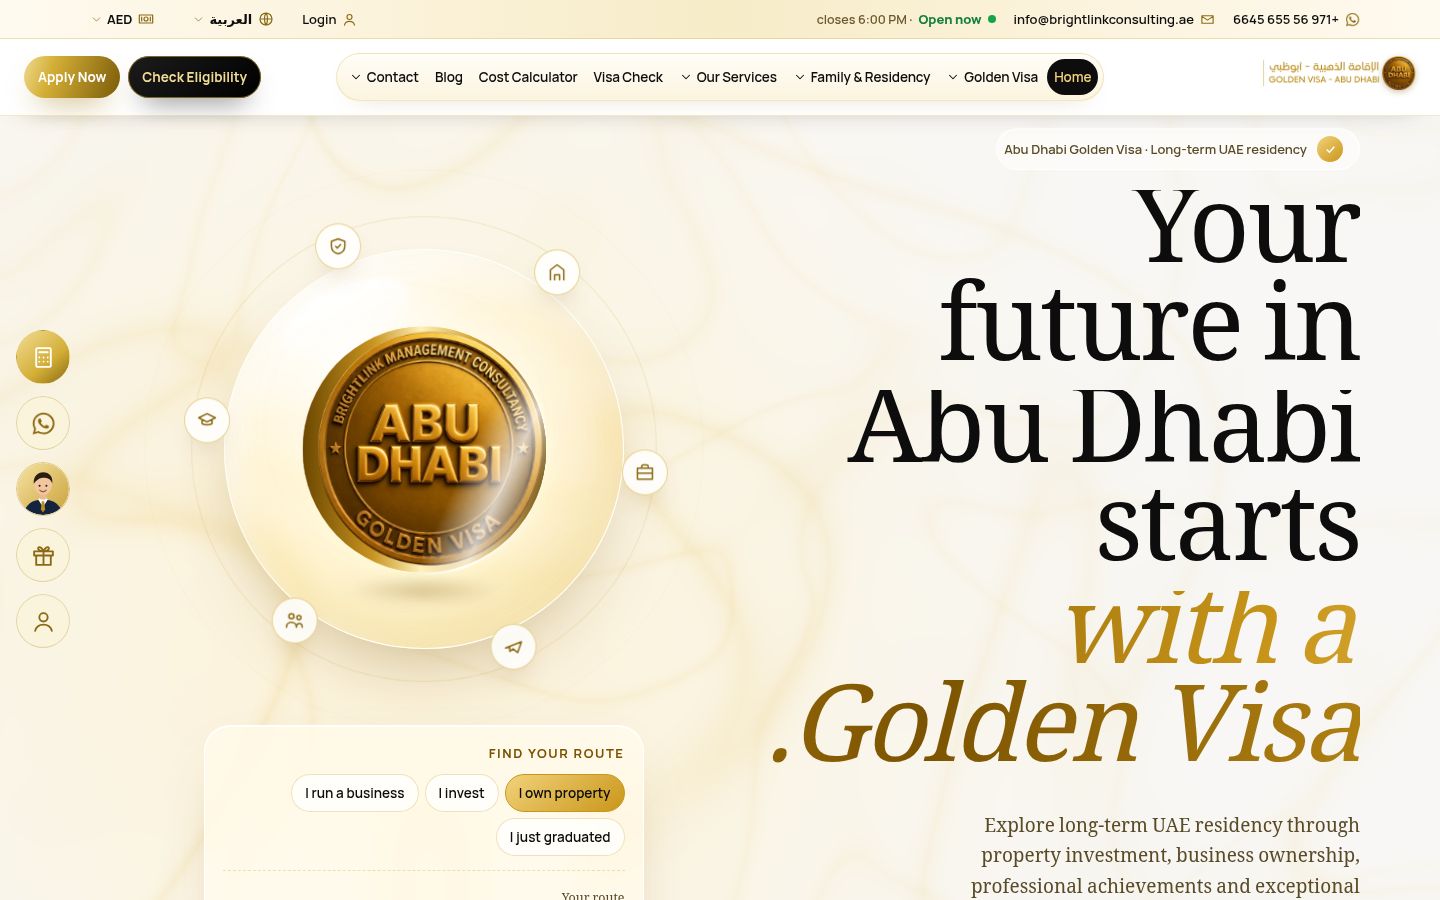 AED
العربية
Login
closes 6:00 PM · Open now
info@brightlinkconsulting.ae
6645 655 56 971+
Apply Now
Check Eligibility
Contact
Blog
Cost Calculator
Visa Check
Our Services
Family & Residency
Golden Visa
Home
الإقامة الذهبية - ابوظبي
GOLDEN VISA - ABU DHABI
ABU
DHABI
Abu Dhabi Golden Visa · Long-term UAE residency
Your
future in
Abu Dhabi
starts
with a
.Golden Visa
Explore long-term UAE residency through
property investment, business ownership,
professional achievements and exceptional
BRIGHTLINK MANAGEMENT CONSULTANCY
ABU
DHABI
GOLDEN VISA
FIND YOUR ROUTE
I run a business
I invest
I own property
I just graduated
Your route